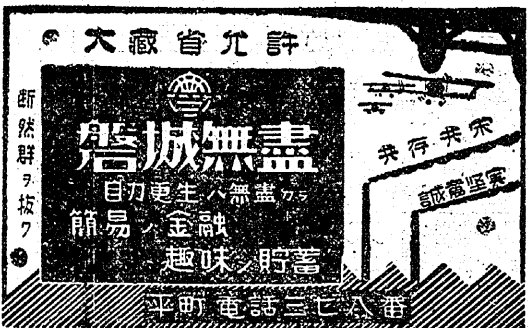 大藏省允許
磐城無盡
自力更生ハ無盡カラ
簡易ノ金融
趣味ノ貯蓄
断然群ヲ抜ク
共存共栄
誠實堅実
平町電話三七八番